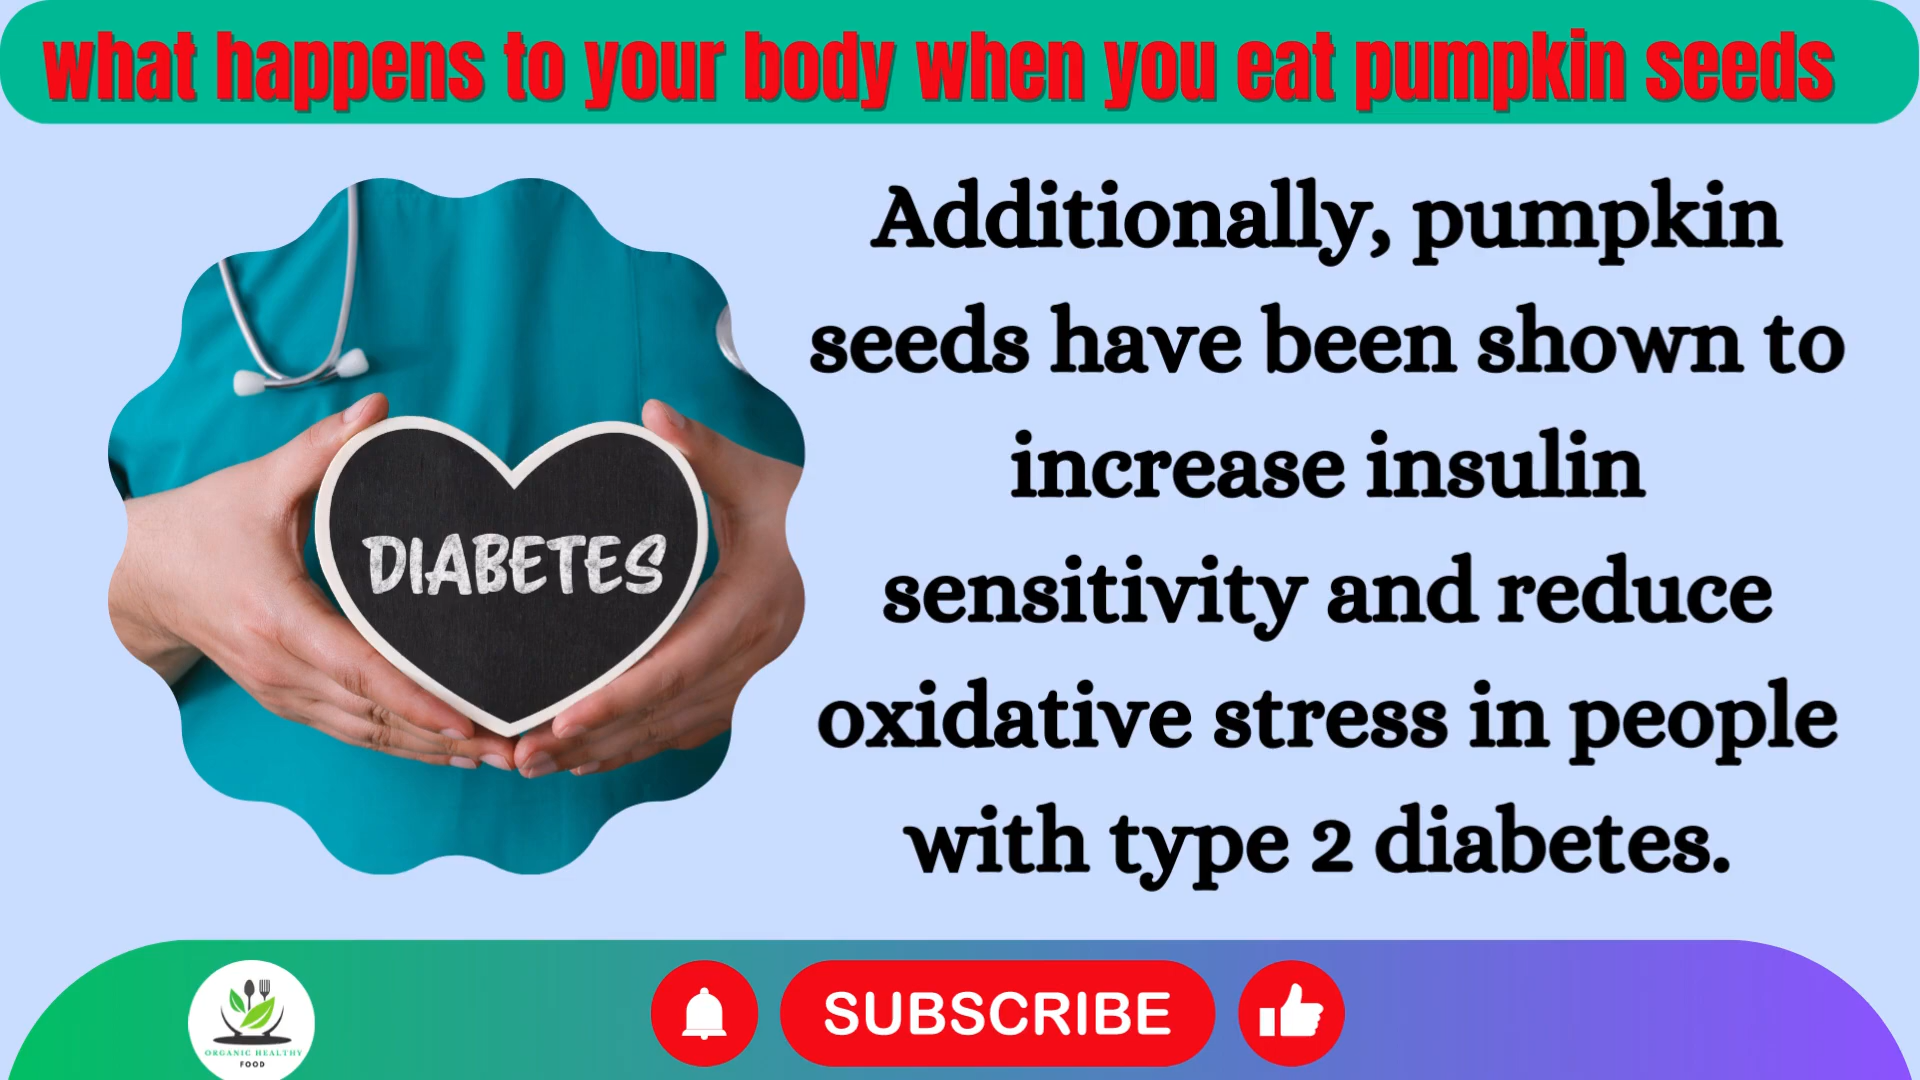 what happens to your body when you eat pumpkin seeds
Additionally, pumpkin
seeds have been shown to
increase insulin
sensitivity and reduce
oxidative stress in people
with type 2 diabetes.
DIABETES
ORGANIC HEALTHY
FOOD
SUBSCRIBE